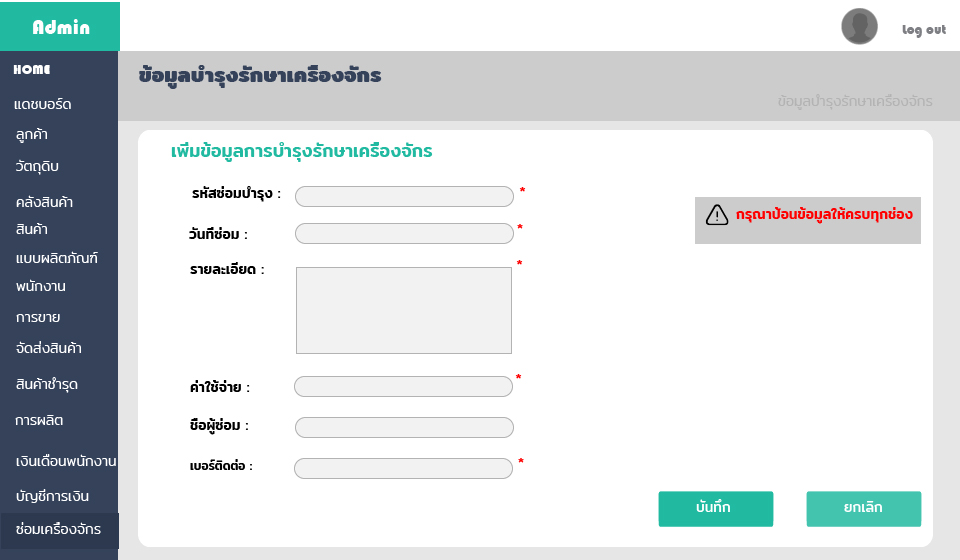 Admin
Log out
HOME
แดชบอร์ด
ลูกค้า
วัตถุดิบ
คลังสินค้า
สินค้า
แบบผลิตภัณฑ์
พนักงาน
การขาย
จัดส่งสินค้า
สินค้าชำรุด
การผลิต
เงินเดือนพนักงาน
บัญชีการเงิน
ซ่อมเครื่องจักร
ข้อมูลบำรุงรักษาเครื่องจักร
ข้อมูลบำรุงรักษาเครื่องจักร
เพิ่มข้อมูลการบำรุงรักษาเครื่องจักร
รหัสซ่อมบำรุง : *
วันที่ซ่อม : *
รายละเอียด : *
ค่าใช้จ่าย : *
ชื่อผู้ซ่อม :
เบอร์ติดต่อ : *
กรุณาป้อนข้อมูลให้ครบทุกช่อง
บันทึก
ยกเลิก